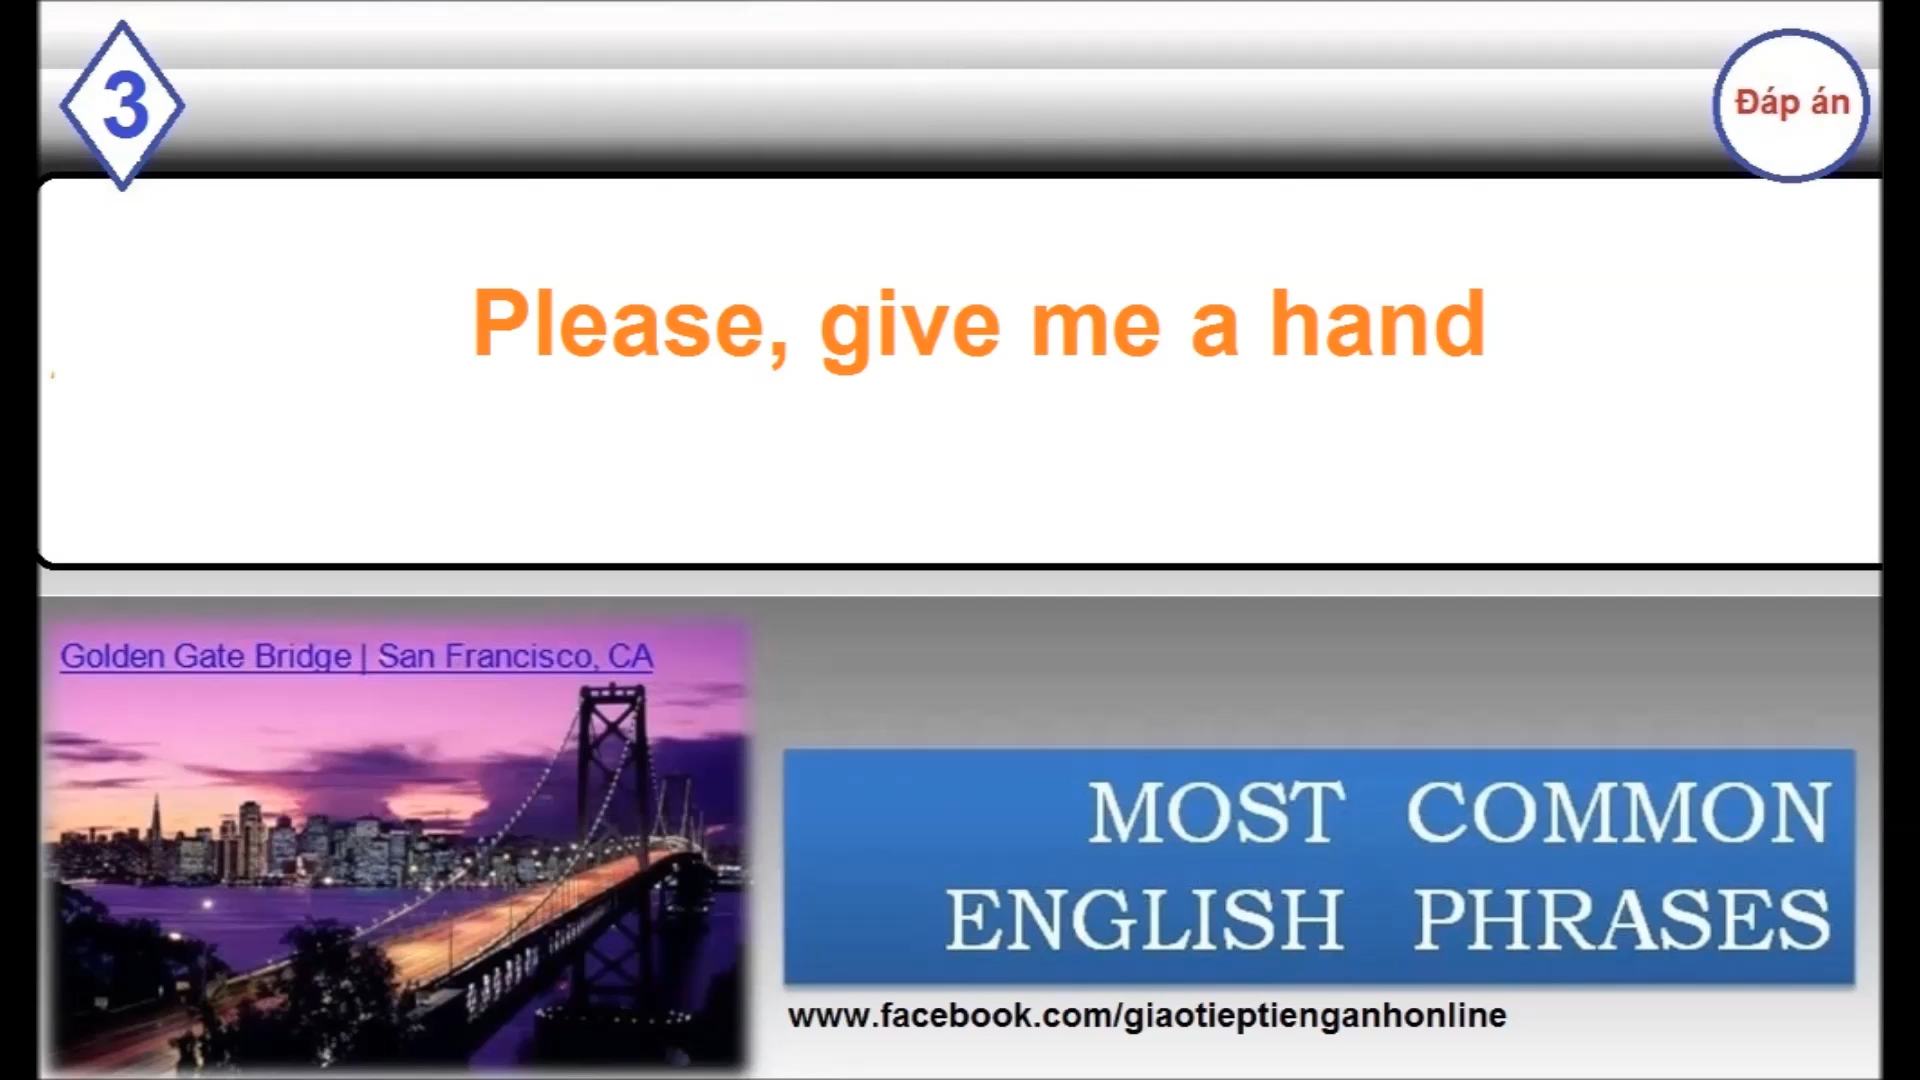 3
Đáp án
Please, give me a hand
Golden Gate Bridge | San Francisco, CA
MOST COMMON
ENGLISH PHRASES
www.facebook.com/giaotieptienganhonline